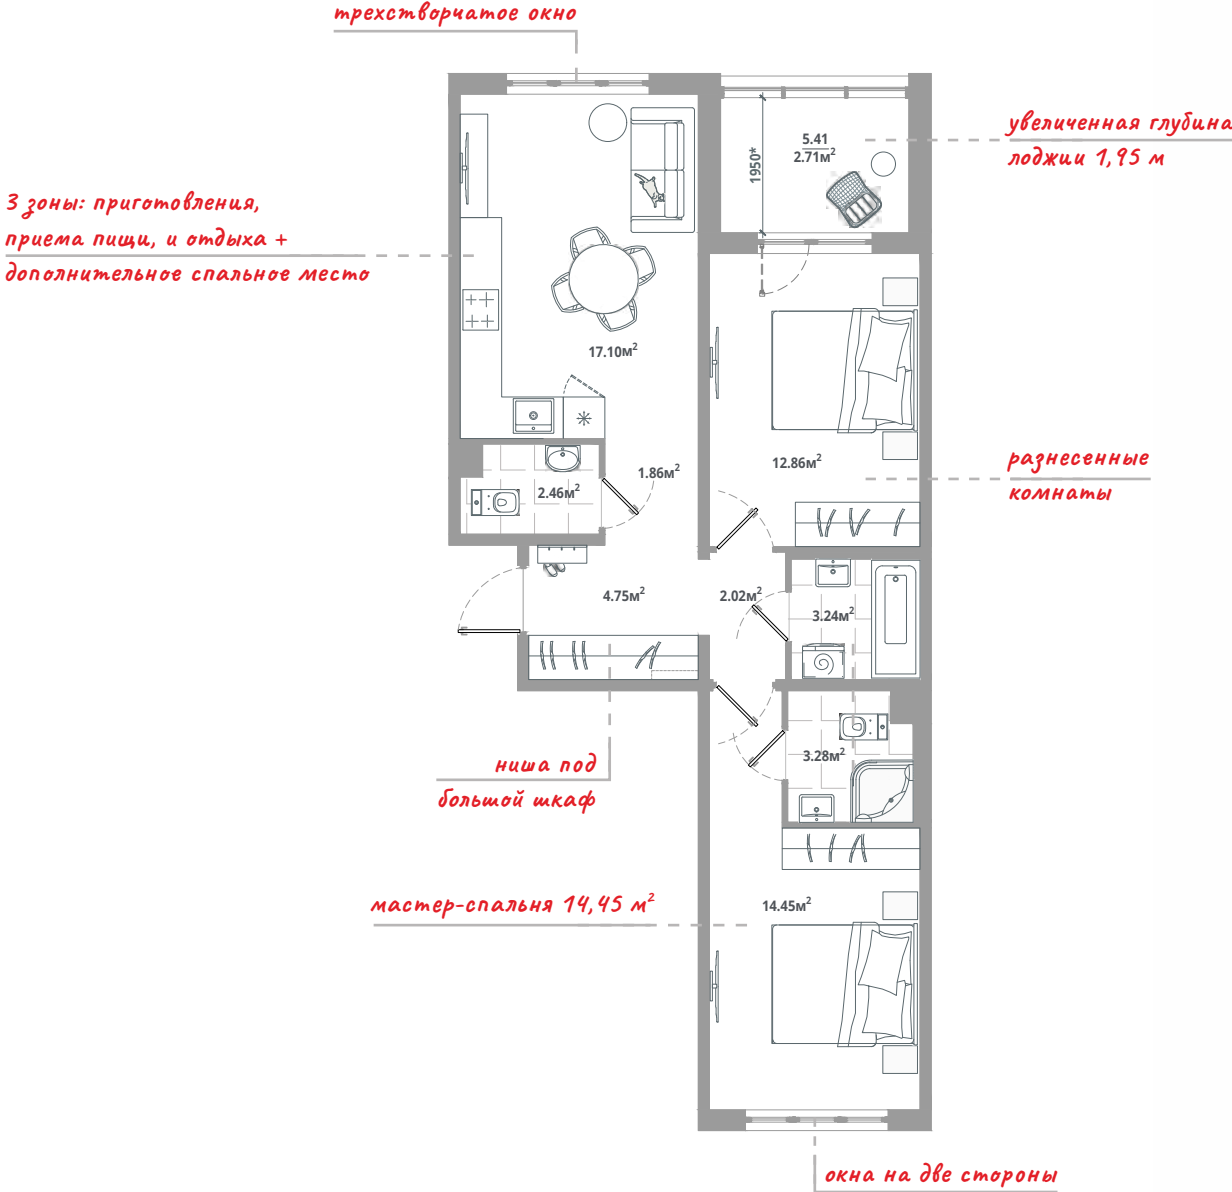 трехстворчатое окно
увеличенная глубина
лоджии 1,95 м
5.41
2.71м²
1950*
3 зоны: приготовления,
приема пищи, и отдыха +
дополнительное спальное место
17.10м²
12.86м²
разнесенные
комнаты
1.86м²
2.46м²
4.75м²
2.02м²
3.24м²
ниша под
большой шкаф
3.28м²
мастер-спальня 14,45 м²
14.45м²
окна на две стороны